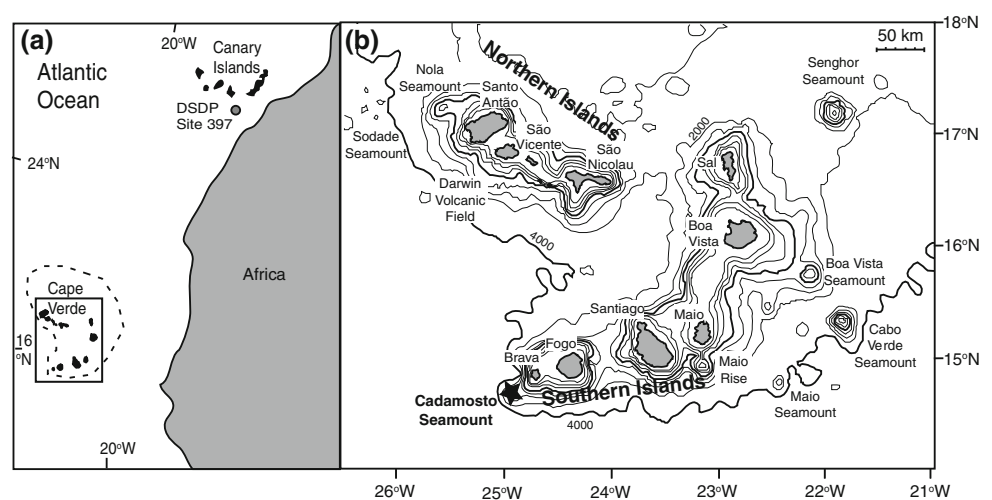 (a)
20°W
Canary
Islands
Atlantic
Ocean
DSDP
Site 397
24°N
Africa
Cape
Verde
16
°N
20°W
(b)
50 km
18°N
Northern Islands
Nola
Seamount
Santo
Antão
Senghor
Seamount
2000
17°N
Sodade
Seamount
São
Vicente
São
Nicolau
Sal
Darwin
Volcanic
Field
4000
Boa
Vista
16°N
Boa Vista
Seamount
Santiago
Maio
Cabo
Verde
Seamount
Fogo
Brava
15°N
Maio
Rise
Southern Islands
Cadamosto
Seamount
Maio
Seamount
4000
26°W
25°W
24°W
23°W
22°W
21°W